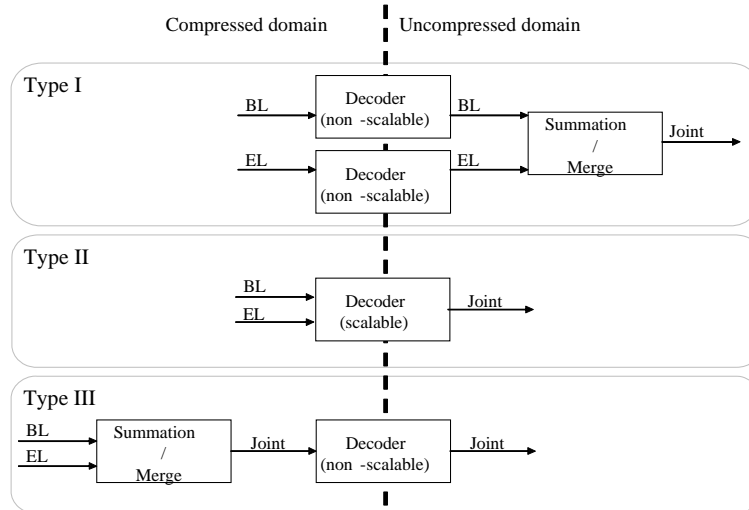 Compressed domain
Uncompressed domain
Type I
BL
Decoder
(non -scalable)
BL
Summation
/
Merge
Joint
EL
Decoder
(non -scalable)
EL
Type II
BL
EL
Decoder
(scalable)
Joint
Type III
BL
EL
Summation
/
Merge
Joint
Decoder
(non -scalable)
Joint